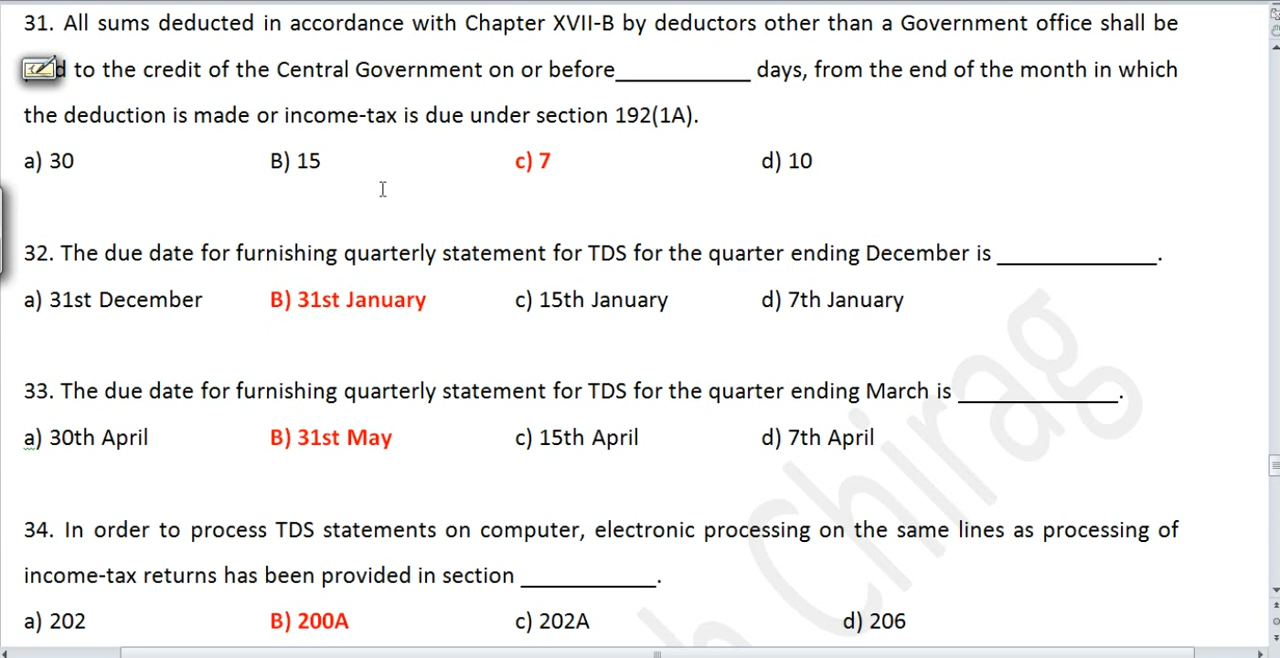 31. All sums deducted in accordance with Chapter XVII-B by deductors other than a Government office shall be
d to the credit of the Central Government on or before____________ days, from the end of the month in which
the deduction is made or income-tax is due under section 192(1A).
a) 30 B) 15 c) 7 d) 10
32. The due date for furnishing quarterly statement for TDS for the quarter ending December is ______________.
a) 31st December B) 31st January c) 15th January d) 7th January
33. The due date for furnishing quarterly statement for TDS for the quarter ending March is ______________.
a) 30th April B) 31st May c) 15th April d) 7th April
34. In order to process TDS statements on computer, electronic processing on the same lines as processing of
income-tax returns has been provided in section ____________.
a) 202 B) 200A c) 202A d) 206
Chirag